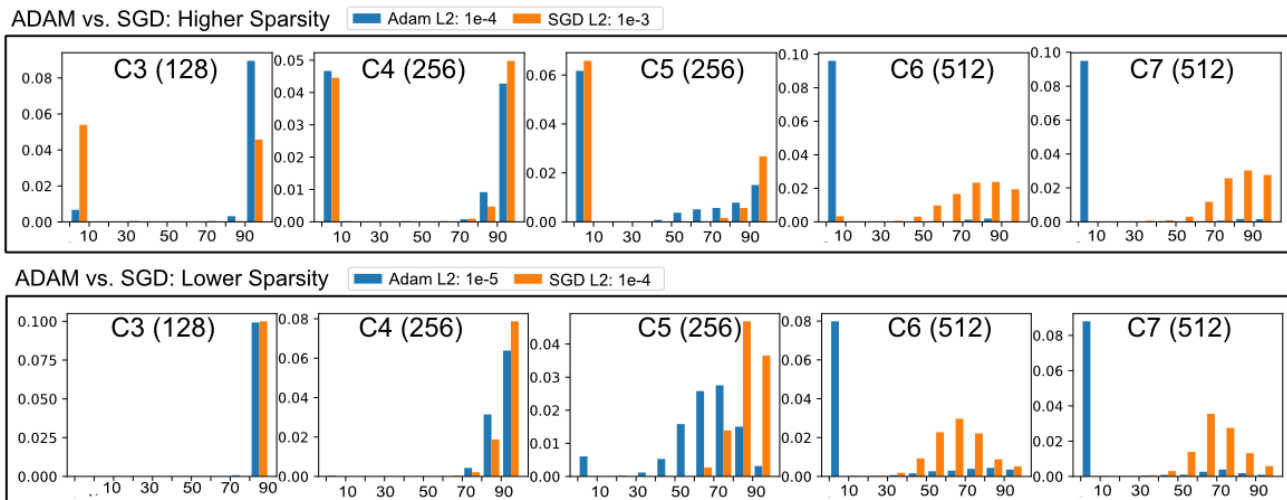 ADAM vs. SGD: Higher Sparsity Adam L2: 1e-4 SGD L2: 1e-3
C3 (128) C4 (256) C5 (256) C6 (512) C7 (512)
0.08 0.06 0.04 0.02 0.00
0.05 0.04 0.03 0.02 0.01 0.00
0.06 0.04 0.02 0.00
0.10 0.08 0.06 0.04 0.02 0.00
0.10 0.08 0.06 0.04 0.02 0.00
10 30 50 70 90 10 30 50 70 90 10 30 50 70 90 10 30 50 70 90 10 30 50 70 90
ADAM vs. SGD: Lower Sparsity Adam L2: 1e-5 SGD L2: 1e-4
C3 (128) C4 (256) C5 (256) C6 (512) C7 (512)
0.100 0.075 0.050 0.025 0.000
0.08 0.06 0.04 0.02 0.00
0.04 0.03 0.02 0.01 0.00
0.08 0.06 0.04 0.02 0.00
0.08 0.06 0.04 0.02 0.00
10 30 50 70 90 10 30 50 70 90 10 30 50 70 90 10 30 50 70 90 10 30 50 70 90